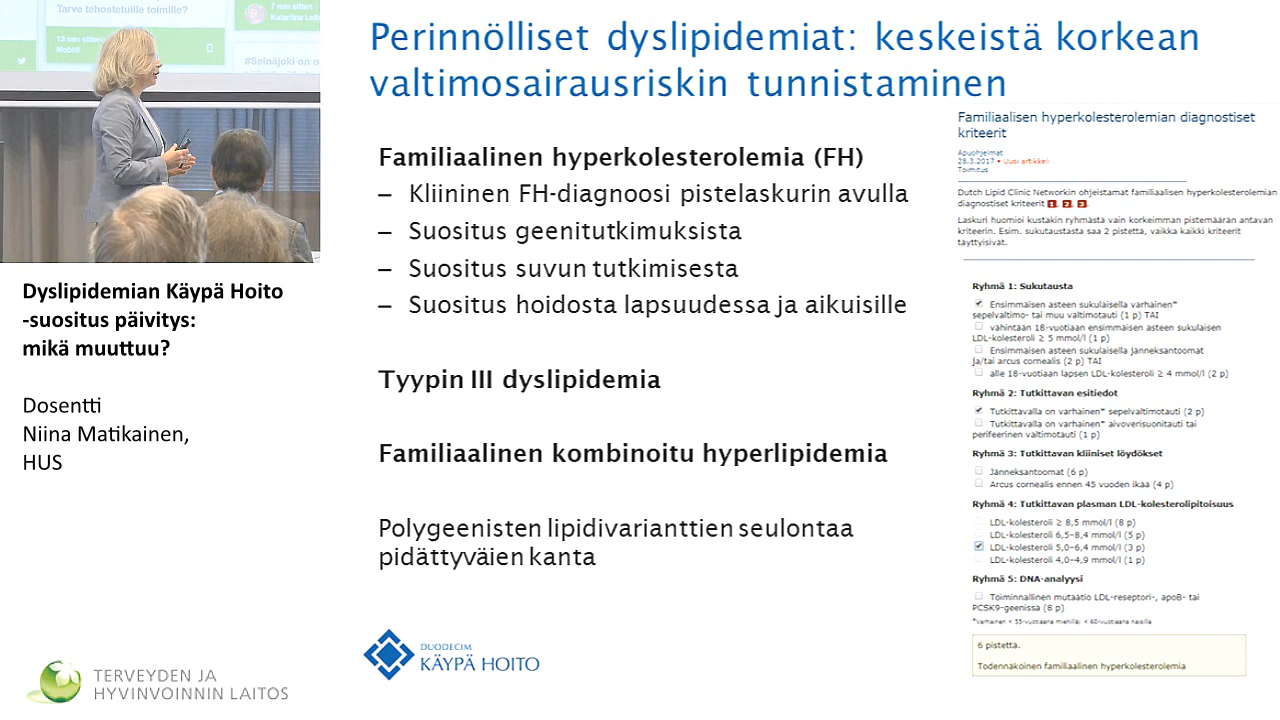 Tarve tehostetuille toimille?
7 min sitten
13 min sitten
Mobiili
Perinnölliset dyslipidemiat: keskeistä korkean
valtimosairausriskin tunnistaminen
Familiaalinen hyperkolesterolemia (FH)
– Kliininen FH-diagnoosi pistelaskurin avulla
– Suositus geenitutkimuksista
– Suositus suvun tutkimisesta
– Suositus hoidosta lapsuudessa ja aikuisille
Tyypin III dyslipidemia
Familiaalinen kombinoitu hyperlipidemia
Polygeenisten lipidivarianttien seulontaa
pidättyväien kanta
Familiaalisen hyperkolesterolemian diagnostiset
kriteerit
Apuohjelmat
28.3.2017 • Uusi artikkeli
Toimitus
Dutch Lipid Clinic Networkin ohjeistamat familiaalisen hyperkolesterolemian
diagnostiset kriteerit 1, 2, 3.
Laskuri huomioi kustakin ryhmästä vain korkeimman pistemäärän antavan
kriteerin. Esim. sukutaustasta saa 2 pistettä, vaikka kaikki kriteerit
täyttyisivät.
Ryhmä 1: Sukutausta
Ensimmäisen asteen sukulaisella varhainen*
sepelvaltimo- tai muu valtimotauti (1 p) TAI
vähintään 18-vuotiaan ensimmäisen asteen sukulaisen
LDL-kolesteroli ≥ 5 mmol/l (1 p)
Ensimmäisen asteen sukulaisella jänneksantoomat
ja/tai arcus cornealis (2 p) TAI
alle 18-vuotiaan lapsen LDL-kolesteroli ≥ 4 mmol/l (2 p)
Ryhmä 2: Tutkittavan esitiedot
Tutkittavalla on varhainen* sepelvaltimotauti (2 p)
Tutkittavalla on varhainen* aivoverisuonitauti tai
perifeerinen valtimotauti (1 p)
Ryhmä 3: Tutkittavan kliiniset löydökset
Jänneksantoomat (6 p)
Arcus cornealis ennen 45 vuoden ikää (4 p)
Ryhmä 4: Tutkittavan plasman LDL-kolesterolipitoisuus
LDL-kolesteroli ≥ 8,5 mmol/l (8 p)
LDL-kolesteroli 6,5–8,4 mmol/l (5 p)
LDL-kolesteroli 5,0–6,4 mmol/l (3 p)
LDL-kolesteroli 4,0–4,9 mmol/l (1 p)
Ryhmä 5: DNA-analyysi
Toiminnallinen mutaatio LDL-reseptori-, apoB- tai
PCSK9-geenissä (8 p)
*Varhainen < 55-vuotiaana miehillä; < 60-vuotiaana naisilla
6 pistettä.
Todennäköinen familiaalinen hyperkolesterolemia
Dyslipidemian Käypä Hoito
-suositus päivitys:
mikä muuttuu?
Dosentti
Niina Matikainen,
HUS
TERVEYDEN JA
HYVINVOINNIN LAITOS
DUODECIM
KÄYPÄ HOITO